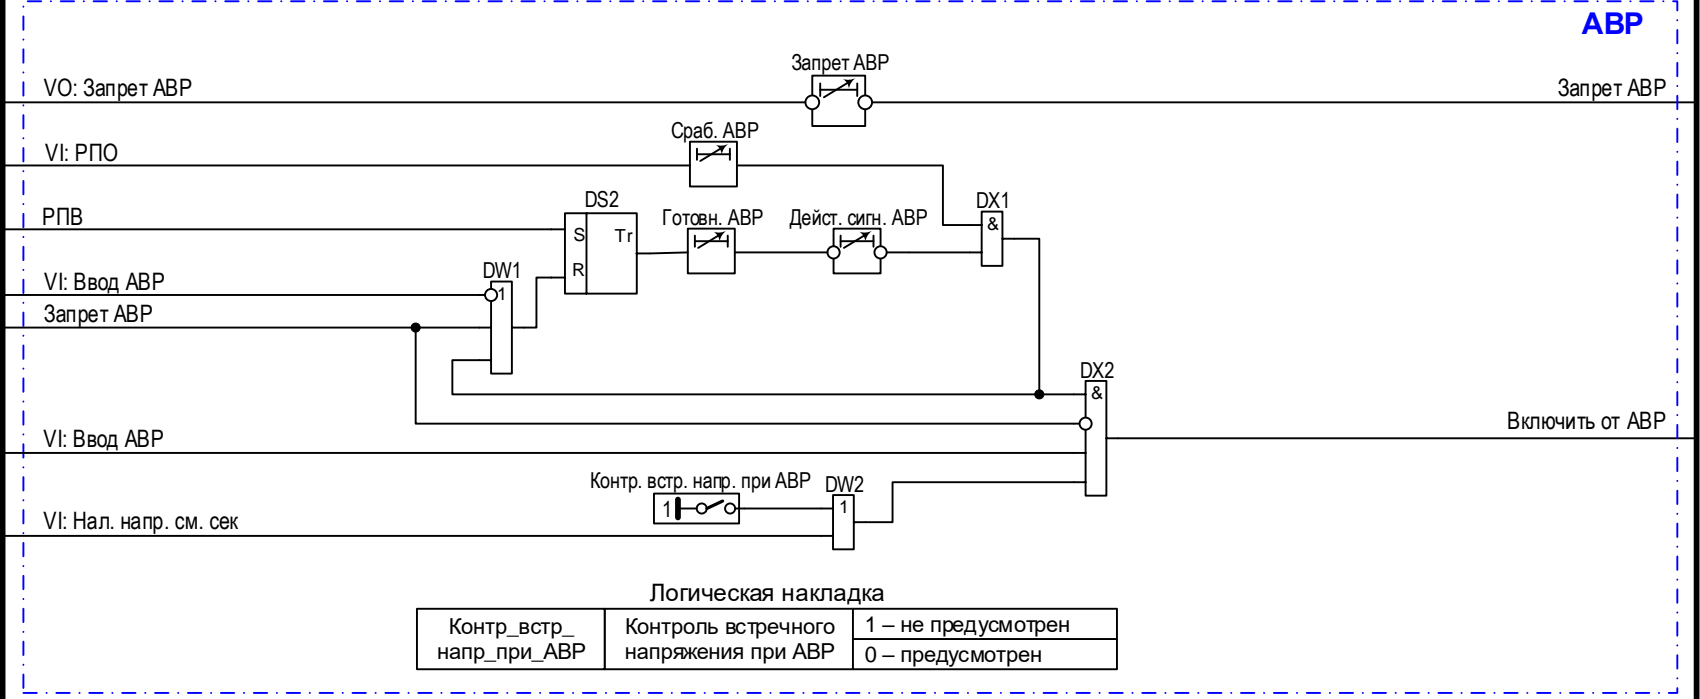 АВР
Запрет АВР
VO: Запрет АВР
Запрет АВР
Сраб. АВР
VI: РПО
DX1
&
DS2
РПВ
S
Tr
R
Готовн. АВР
Дейст. сигн. АВР
DW1
1
VI: Ввод АВР
Запрет АВР
DX2
&
Включить от АВР
VI: Ввод АВР
Контр. встр. напр. при АВР
1
DW2
1
VI: Нал. напр. см. сек
Логическая накладка
Контр_встр_
напр_при_АВР
Контроль встречного
напряжения при АВР
1 – не предусмотрен
0 – предусмотрен